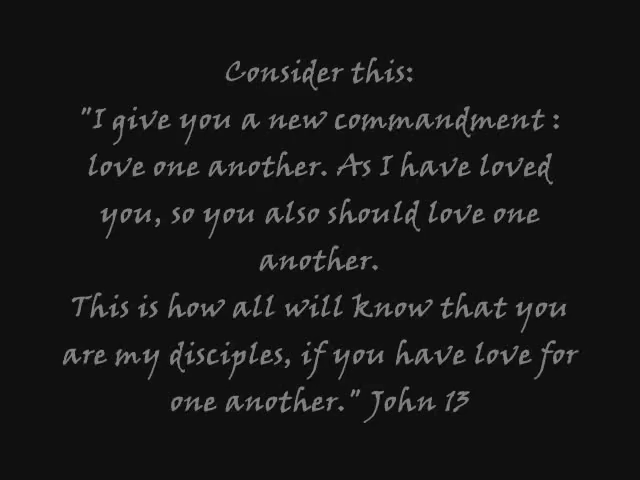 Consider this:
"I give you a new commandment :
love one another. As I have loved
you, so you also should love one
another.
This is how all will know that you
are my disciples, if you have love for
one another." John 13